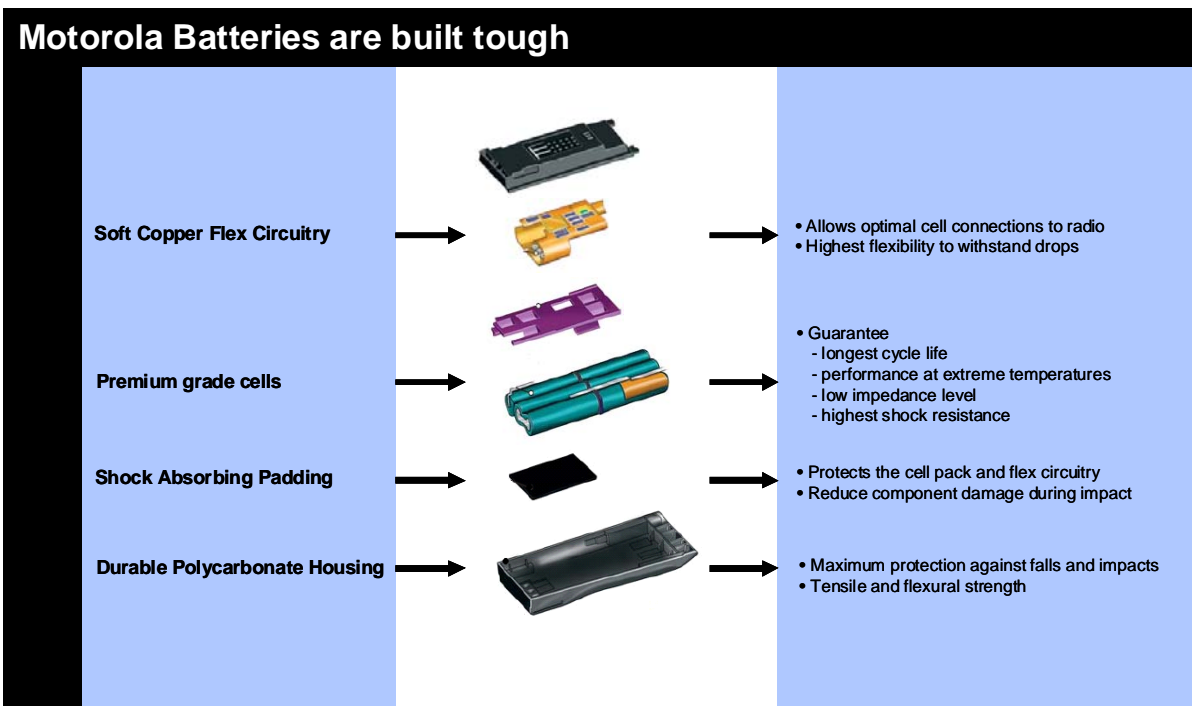 Motorola Batteries are built tough
Soft Copper Flex Circuitry
• Allows optimal cell connections to radio
• Highest flexibility to withstand drops
Premium grade cells
• Guarantee
- longest cycle life
- performance at extreme temperatures
- low impedance level
- highest shock resistance
Shock Absorbing Padding
• Protects the cell pack and flex circuitry
• Reduce component damage during impact
Durable Polycarbonate Housing
• Maximum protection against falls and impacts
• Tensile and flexural strength